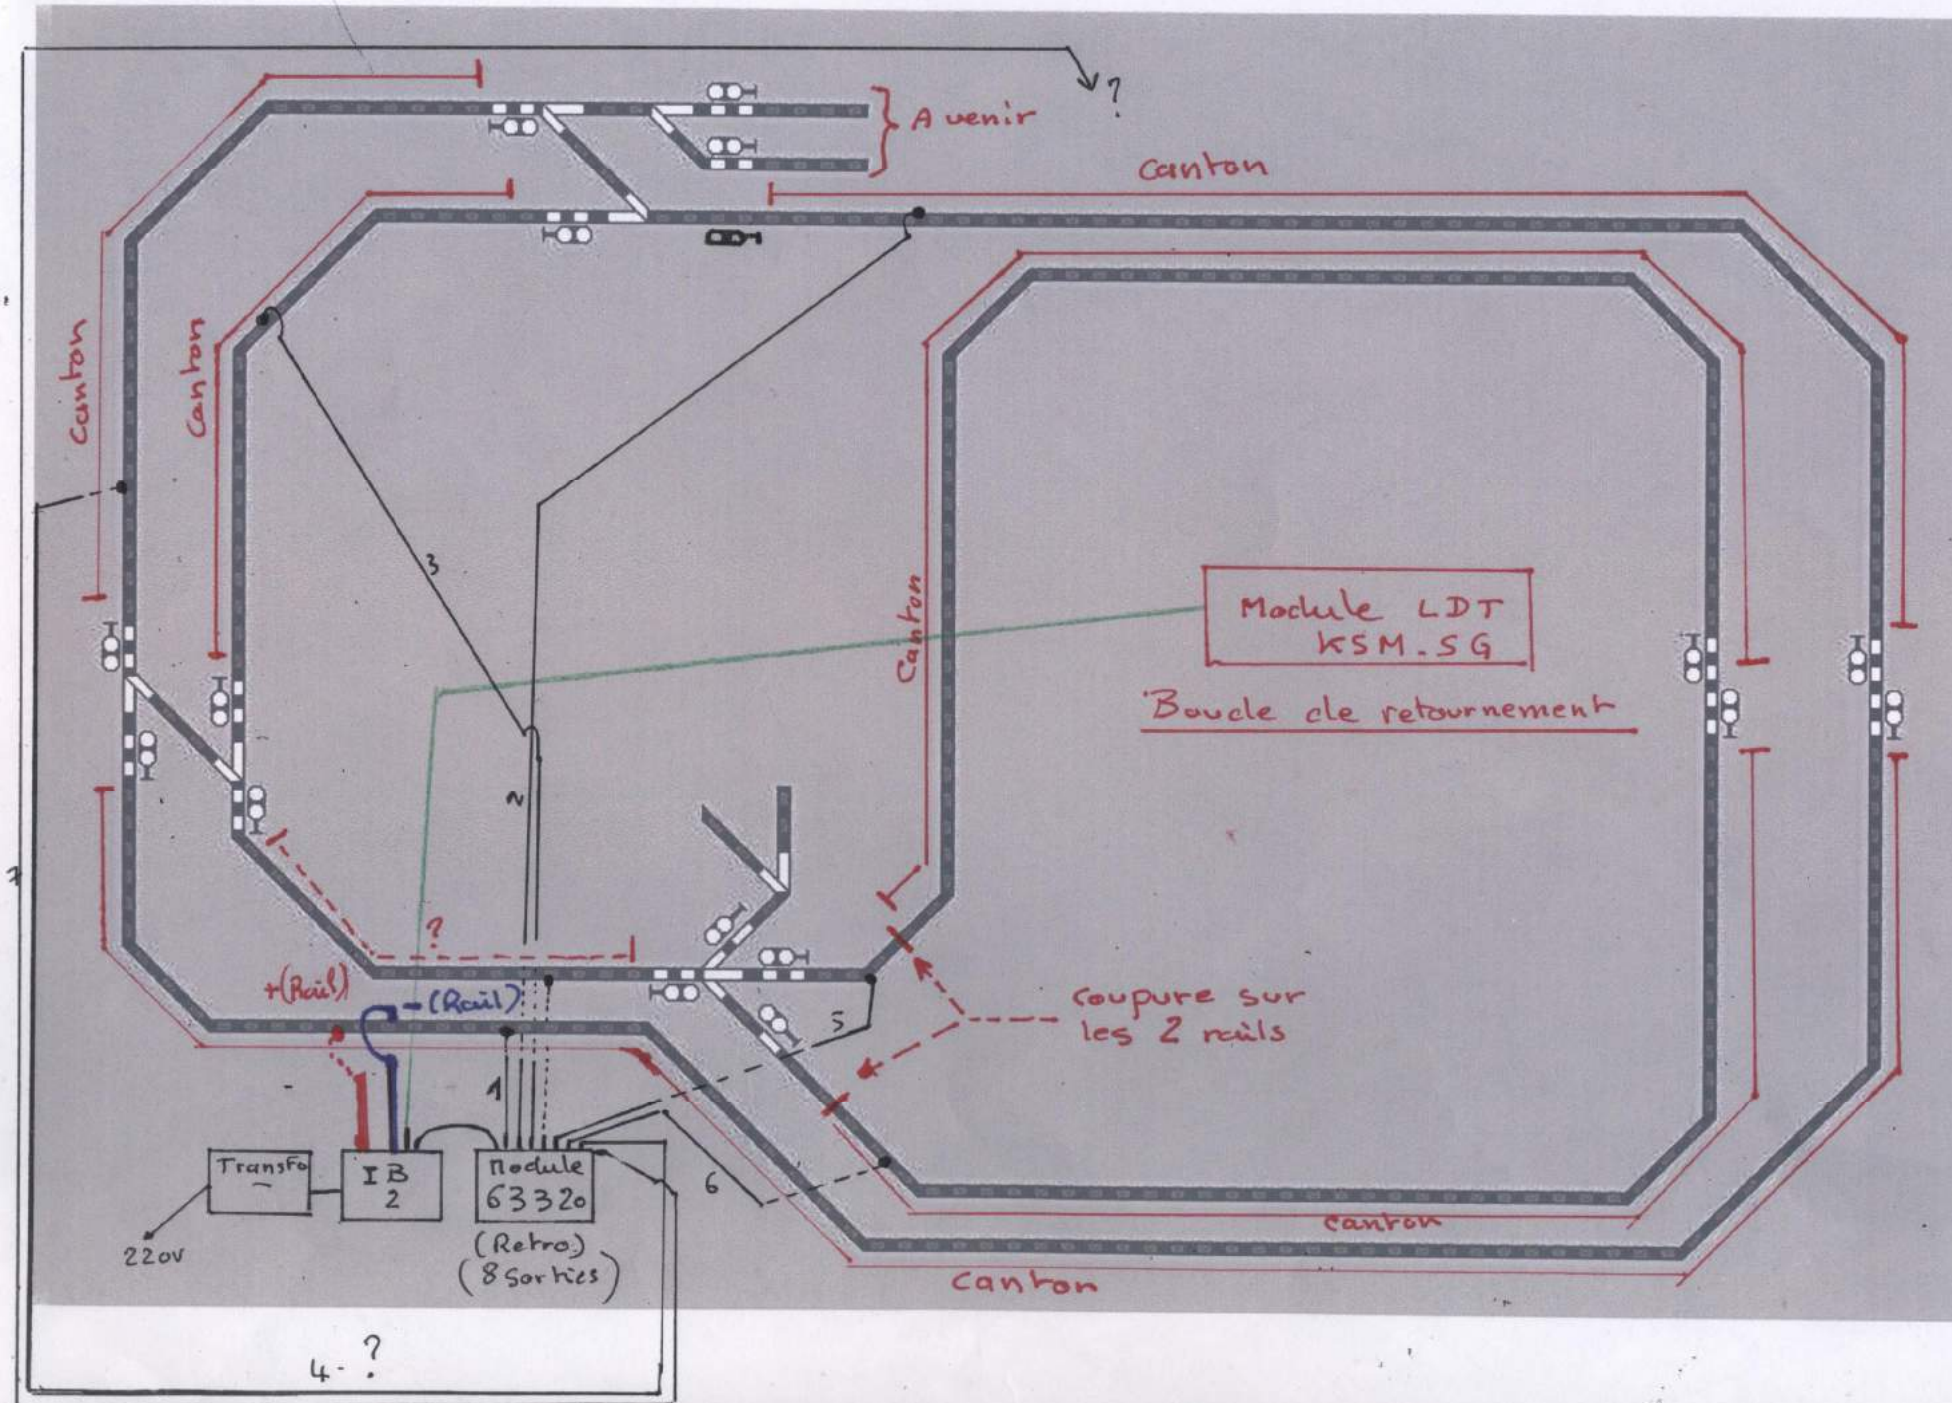 ?
A venir
Canton
Canton
Canton
3
Canton
Module LDT
KSM-SG
Boucle de retournement
2
?
+(Rail)
-(Rail)
5
coupure sur
les 2 rails
1
Transfo
-
IB
2
Module
63320
6
(Retro)
(8 Sorties)
220V
canton
canton
4- ?
7